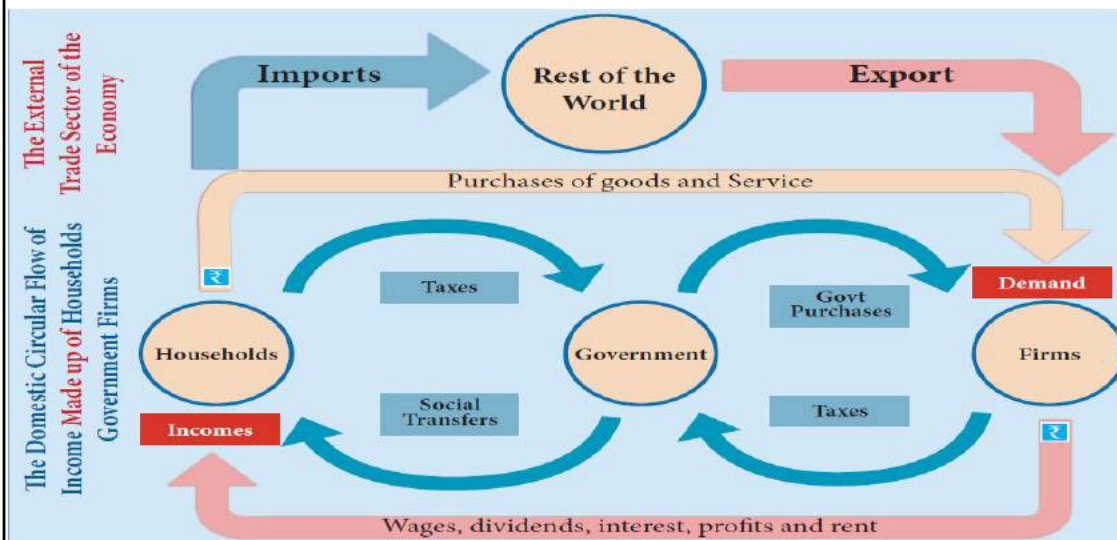 The External
Trade Sector of the
Economy
Imports
Rest of the
World
Export
Purchases of goods and Service
The Domestic Circular Flow of
Income Made up of Households
Government Firms
₹
Taxes
Govt
Purchases
Demand
Households
Government
Firms
Incomes
Social
Transfers
Taxes
₹
Wages, dividends, interest, profits and rent